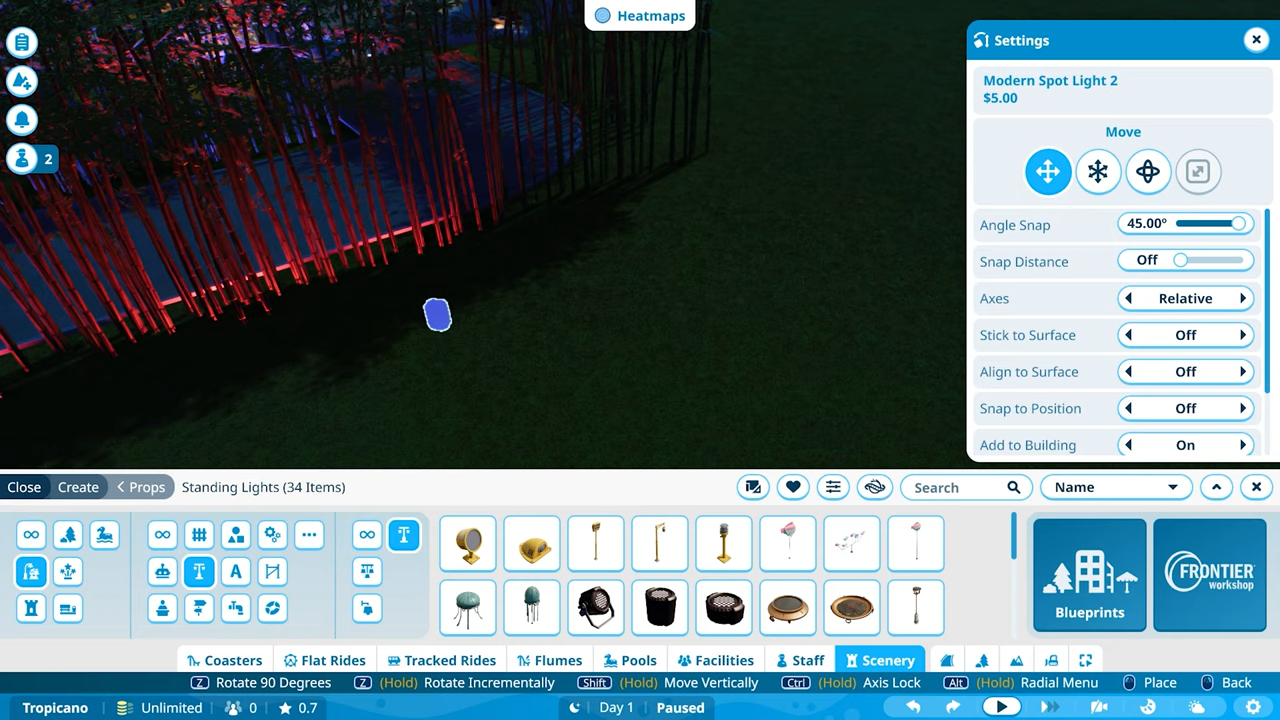 Heatmaps
Settings
Modern Spot Light 2
$5.00
Move
Angle Snap 45.00°
Snap Distance Off
Axes Relative
Stick to Surface Off
Align to Surface Off
Snap to Position Off
Add to Building On
2
Close Create Props Standing Lights (34 Items) Search Name
Blueprints
FRONTIER
workshop
Coasters Flat Rides Tracked Rides Flumes Pools Facilities Staff Scenery
Z Rotate 90 Degrees Z (Hold) Rotate Incrementally Shift (Hold) Move Vertically Ctrl (Hold) Axis Lock Alt (Hold) Radial Menu Place Back
Tropicano Unlimited 0 0.7 Day 1 Paused